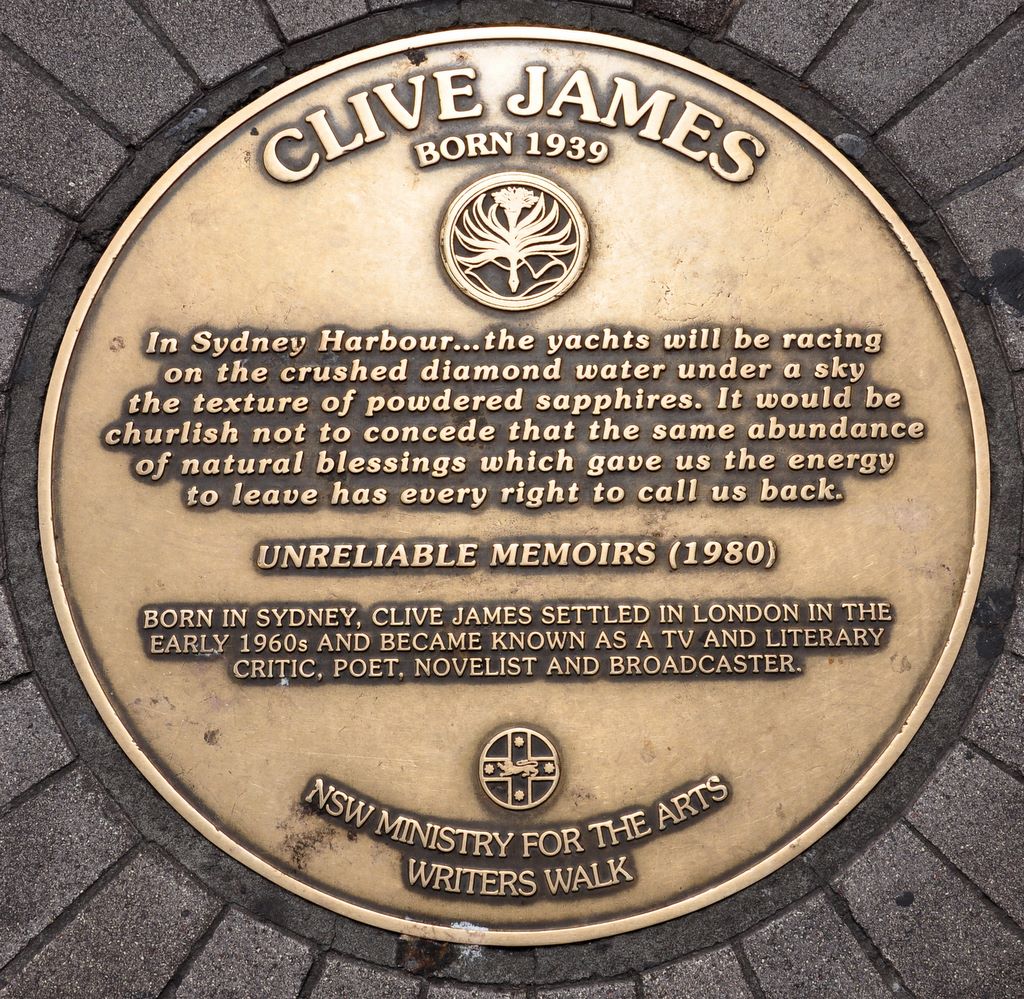 CLIVE JAMES
BORN 1939
In Sydney Harbour...the yachts will be racing
on the crushed diamond water under a sky
the texture of powdered sapphires. It would be
churlish not to concede that the same abundance
of natural blessings which gave us the energy
to leave has every right to call us back.
UNRELIABLE MEMOIRS (1980)
BORN IN SYDNEY, CLIVE JAMES SETTLED IN LONDON IN THE
EARLY 1960s AND BECAME KNOWN AS A TV AND LITERARY
CRITIC, POET, NOVELIST AND BROADCASTER.
NSW MINISTRY FOR THE ARTS
WRITERS WALK